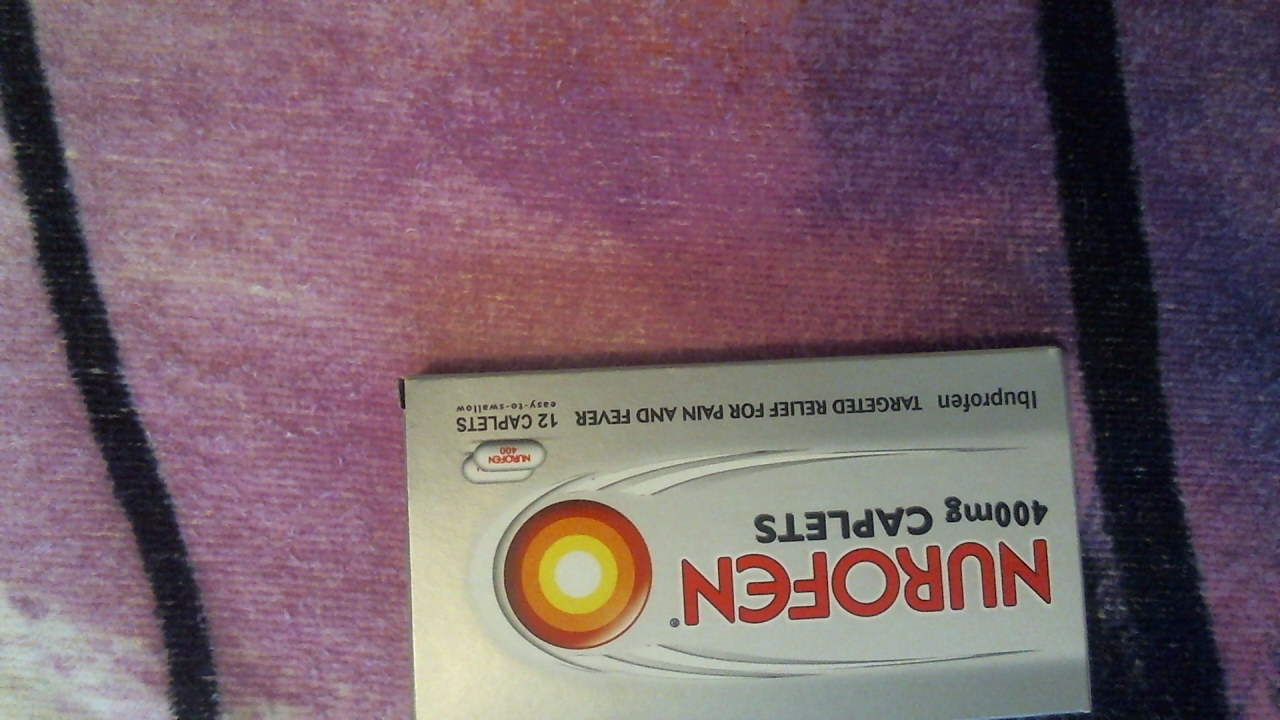 NUROFEN®
400mg CAPLETS
NUROFEN
400
Ibuprofen TARGETED RELIEF FOR PAIN AND FEVER 12 CAPLETS
easy-to-swallow